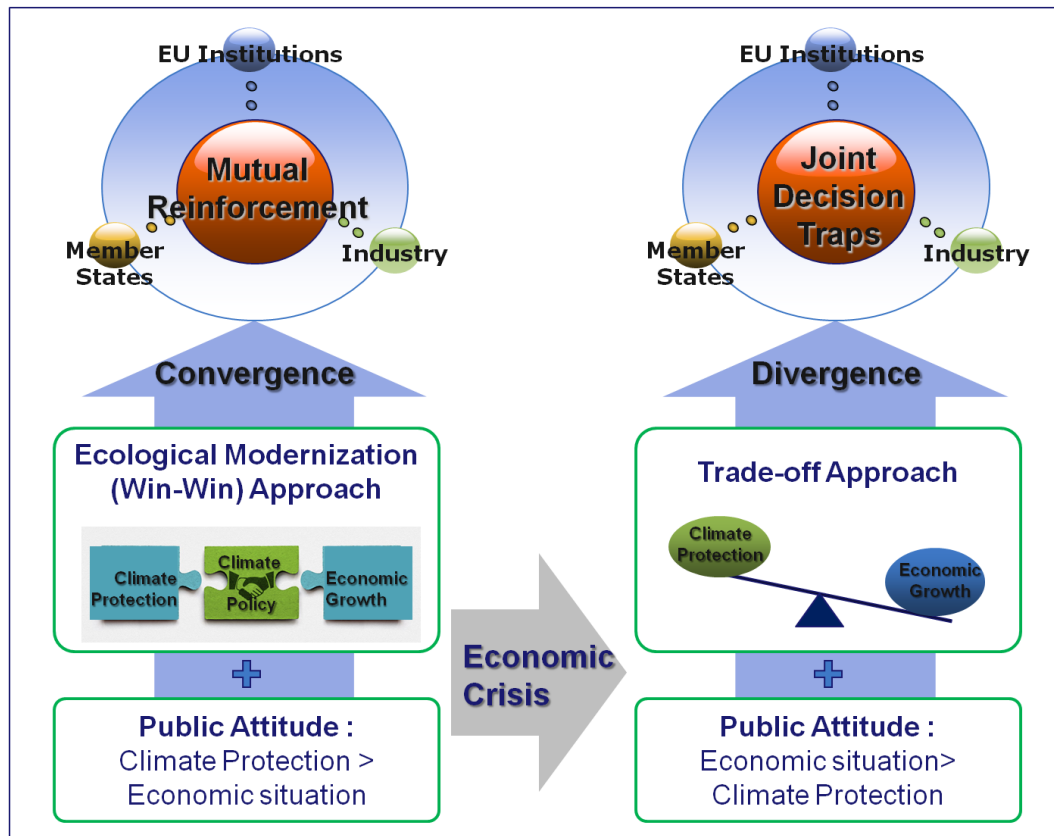 EU Institutions
Mutual
Reinforcement
Member
States
Industry
Convergence
Ecological Modernization
(Win-Win) Approach
Climate
Protection
Climate
Policy
Economic
Growth
Public Attitude :
Climate Protection >
Economic situation
Economic
Crisis
EU Institutions
Joint
Decision
Traps
Member
States
Industry
Divergence
Trade-off Approach
Climate
Protection
Economic
Growth
Public Attitude :
Economic situation>
Climate Protection